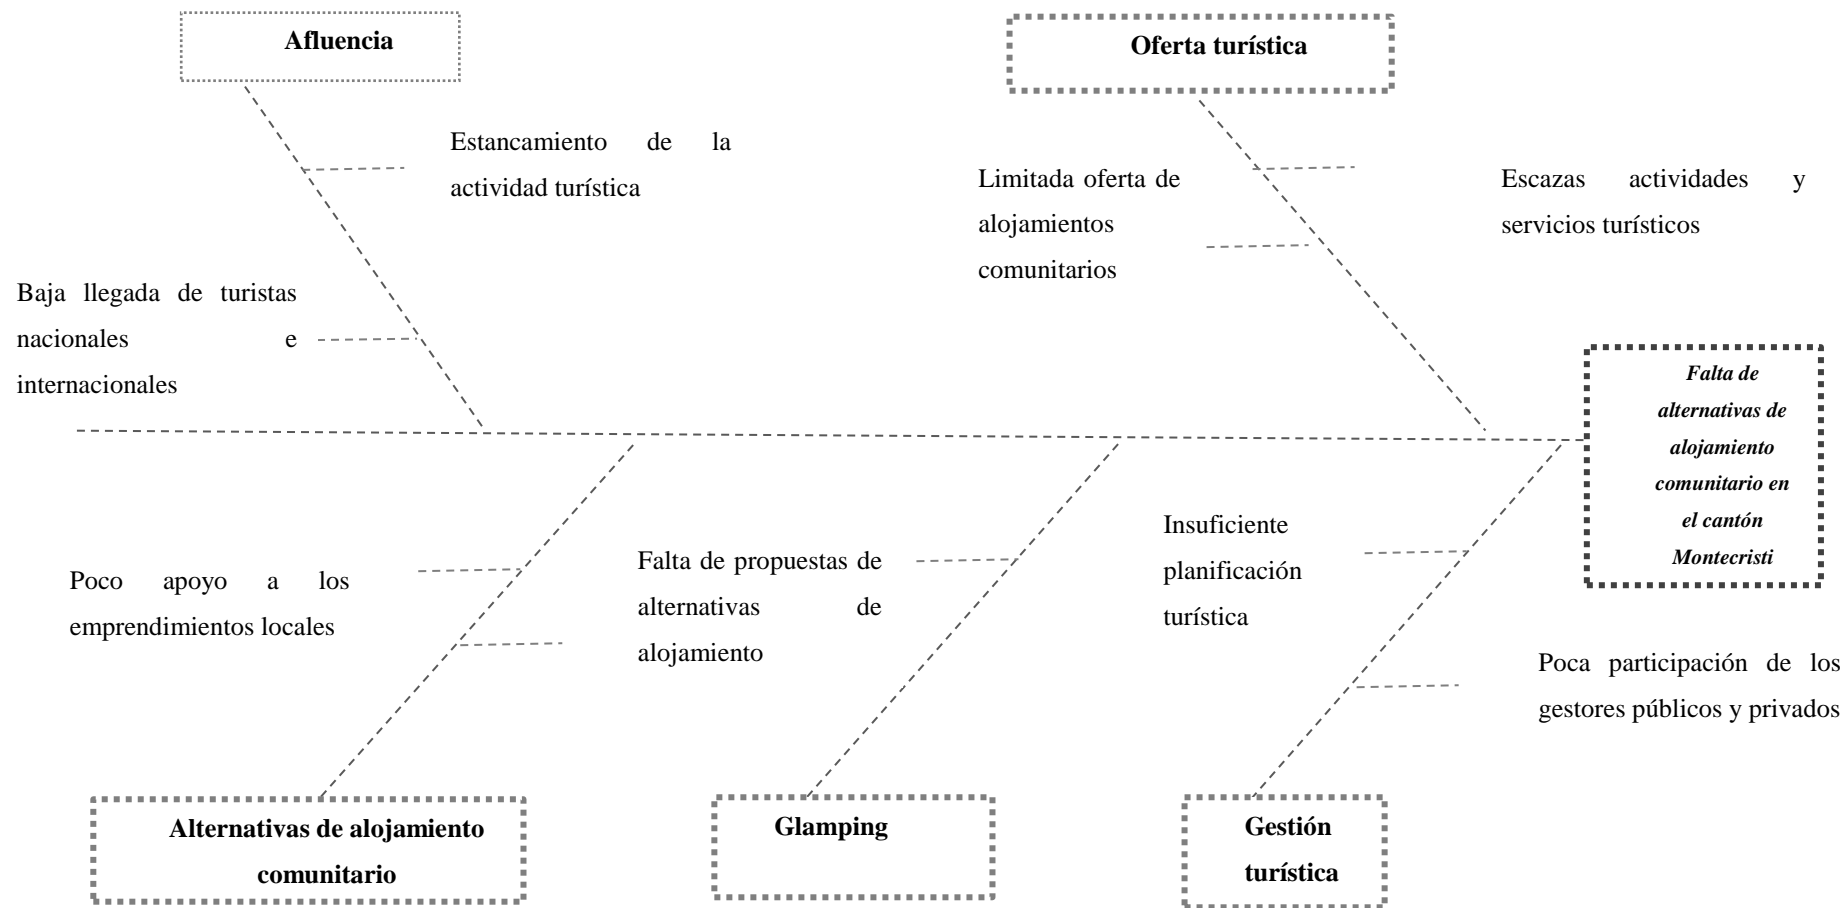 Afluencia
Oferta turística
Estancamiento de la
actividad turística
Limitada oferta de
alojamientos
comunitarios
Escazas actividades y
servicios turísticos
Baja llegada de turistas
nacionales e
internacionales
Falta de
alternativas de
alojamiento
comunitario en
el cantón
Montecristi
Poco apoyo a los
emprendimientos locales
Falta de propuestas de
alternativas de
alojamiento
Insuficiente
planificación
turística
Poca participación de los
gestores públicos y privados
Alternativas de alojamiento
comunitario
Glamping
Gestión
turística